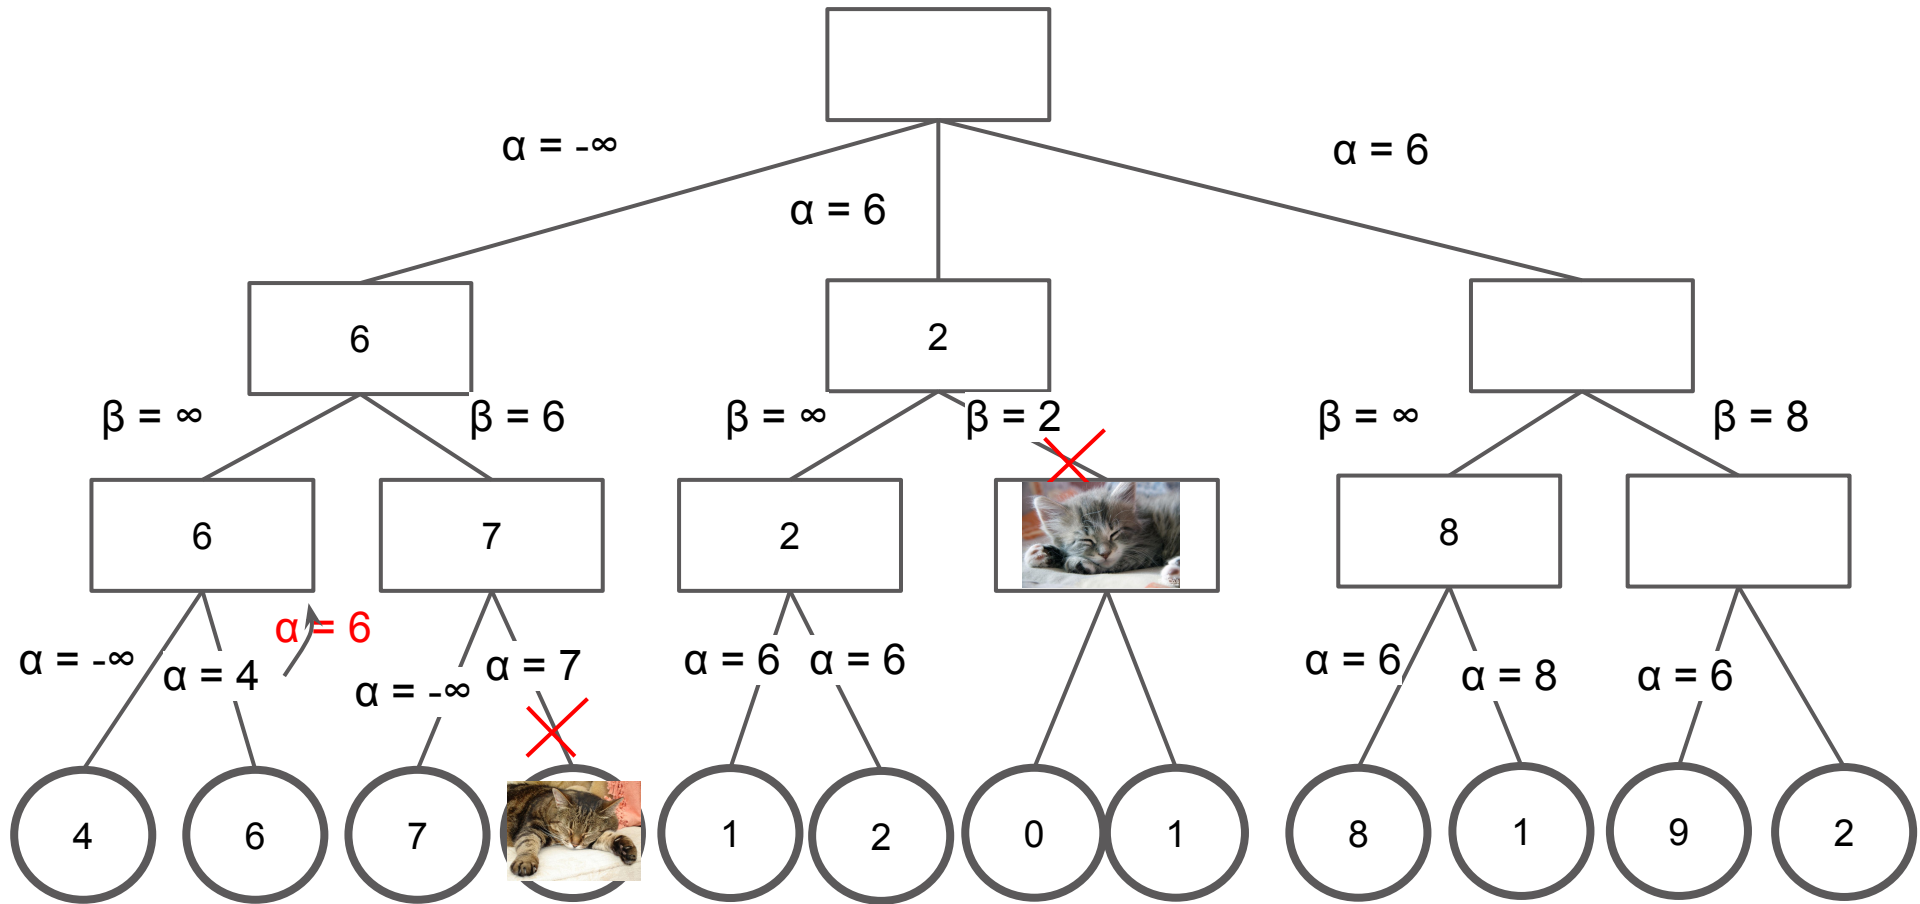 α = -∞
α = 6
α = 6
6
2
β = ∞
β = 6
β = ∞
β = 2
β = ∞
β = 8
6
7
2
8
α = 6
α = -∞
α = 4
α = -∞
α = 7
α = 6
α = 6
α = 6
α = 8
α = 6
4
6
7
1
2
0
1
8
1
9
2